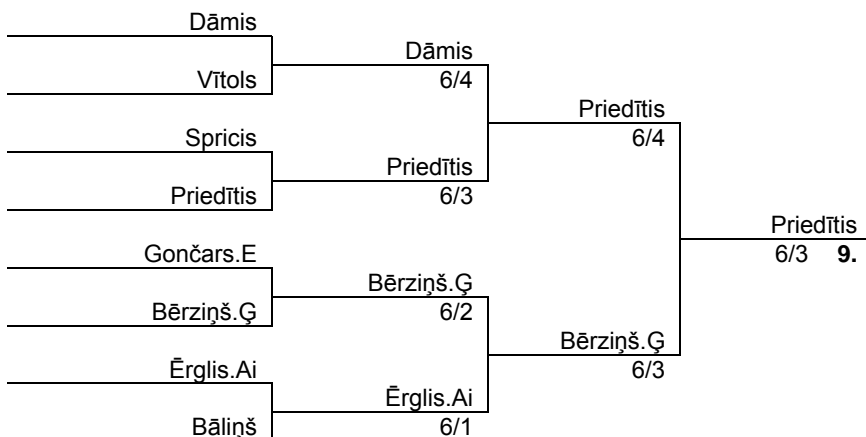 Dāmis
Vītols
Spricis
Priedītis
Gončars.E
Bērziņš.Ģ
Ērglis.Ai
Bāliņš
Dāmis
6/4
Priedītis
6/3
Bērziņš.Ģ
6/2
Ērglis.Ai
6/1
Priedītis
6/4
Bērziņš.Ģ
6/3
Priedītis
6/3 9.